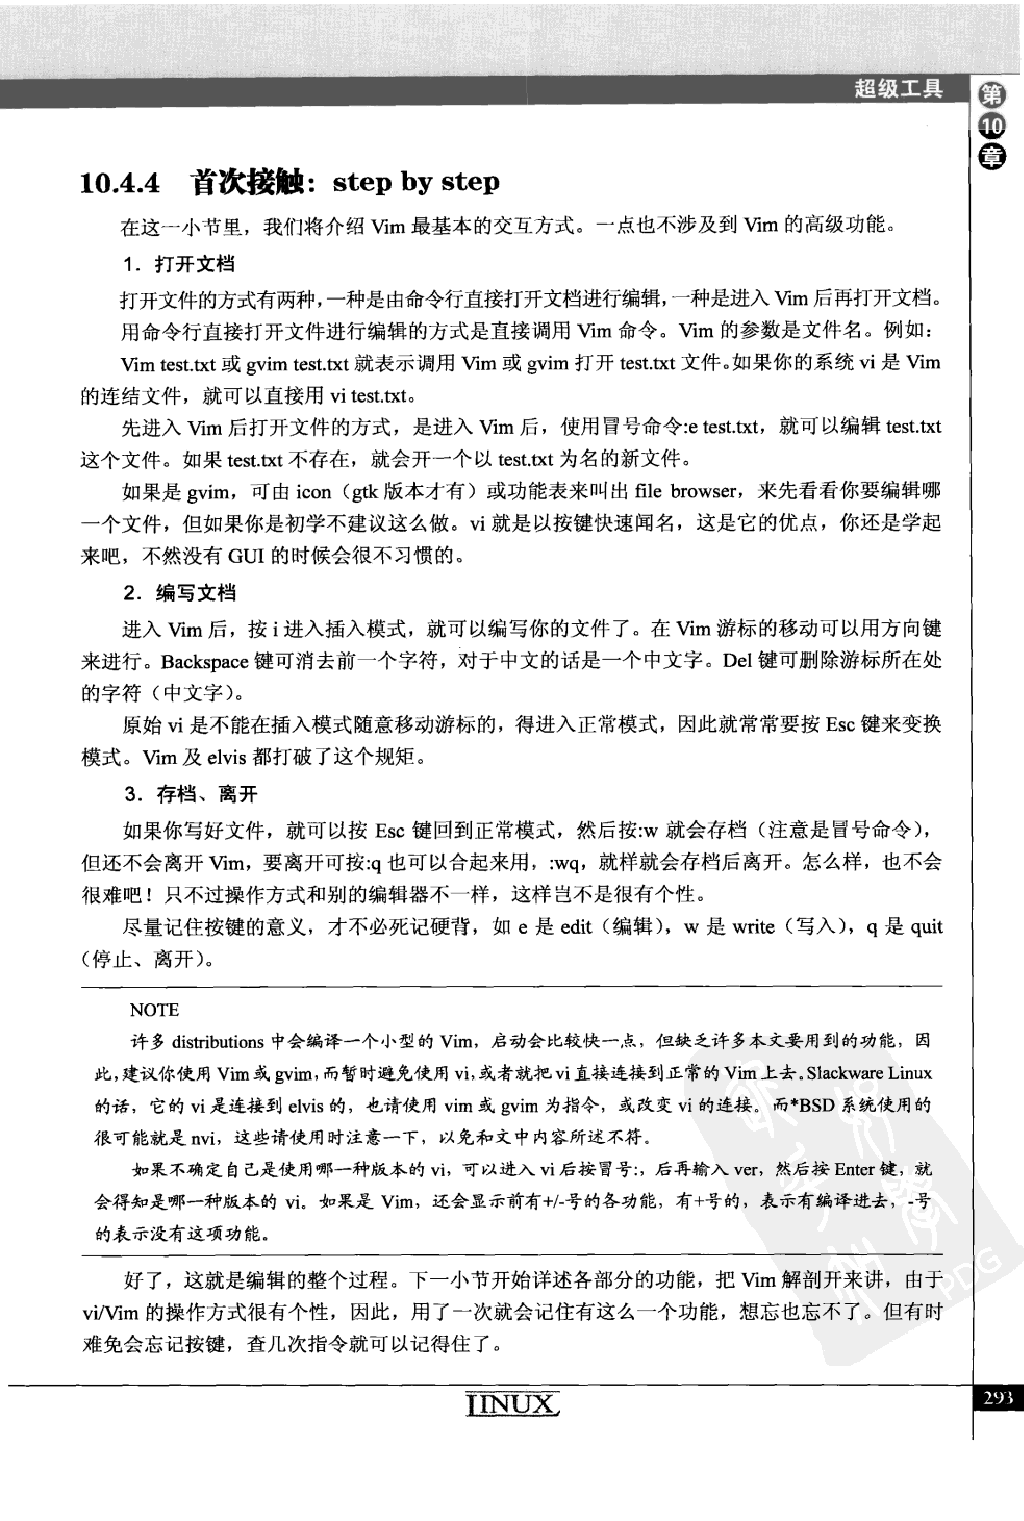 超级工具
第
10
章
10.4.4 首次接触：step by step
在这一小节里，我们将介绍 Vim 最基本的交互方式。一点也不涉及到 Vim 的高级功能。
1．打开文档
打开文件的方式有两种，一种是由命令行直接打开文档进行编辑，一种是进入 Vim 后再打开文档。
用命令行直接打开文件进行编辑的方式是直接调用 Vim 命令。Vim 的参数是文件名。例如：
Vim test.txt 或 gvim test.txt 就表示调用 Vim 或 gvim 打开 test.txt 文件。如果你的系统 vi 是 Vim
的连结文件，就可以直接用 vi test.txt。
先进入 Vim 后打开文件的方式，是进入 Vim 后，使用冒号命令:e test.txt，就可以编辑 test.txt
这个文件。如果 test.txt 不存在，就会开一个以 test.txt 为名的新文件。
如果是 gvim，可由 icon（gtk 版本才有）或功能表来叫出 file browser，来先看看你要编辑哪
一个文件，但如果你是初学不建议这么做。vi 就是以按键快速闻名，这是它的优点，你还是学起
来吧，不然没有 GUI 的时候会很不习惯的。
2．编写文档
进入 Vim 后，按 i 进入插入模式，就可以编写你的文件了。在 Vim 游标的移动可以用方向键
来进行。Backspace 键可消去前一个字符，对于中文的话是一个中文字。Del 键可删除游标所在处
的字符（中文字）。
原始 vi 是不能在插入模式随意移动游标的，得进入正常模式，因此就常常要按 Esc 键来变换
模式。Vim 及 elvis 都打破了这个规矩。
3．存档、离开
如果你写好文件，就可以按 Esc 键回到正常模式，然后按:w 就会存档（注意是冒号命令），
但还不会离开 Vim，要离开可按:q 也可以合起来用，:wq，就样就会存档后离开。怎么样，也不会
很难吧！只不过操作方式和别的编辑器不一样，这样岂不是很有个性。
尽量记住按键的意义，才不必死记硬背，如 e 是 edit（编辑），w 是 write（写入），q 是 quit
（停止、离开）。
NOTE
许多 distributions 中会编译一个小型的 Vim，启动会比较快一点，但缺乏许多本文要用到的功能，因
此，建议你使用 Vim 或 gvim，而暂时避免使用 vi，或者就把 vi 直接连接到正常的 Vim 上去。Slackware Linux
的话，它的 vi 是连接到 elvis 的，也请使用 vim 或 gvim 为指令，或改变 vi 的连接。而*BSD 系统使用的
很可能就是 nvi，这些请使用时注意一下，以免和文中内容所述不符。
如果不确定自己是使用哪一种版本的 vi，可以进入 vi 后按冒号:，后再输入 ver，然后按 Enter 键，就
会得知是哪一种版本的 vi。如果是 Vim，还会显示前有+/-号的各功能，有+号的，表示有编译进去，-号
的表示没有这项功能。
好了，这就是编辑的整个过程。下一小节开始详述各部分的功能，把 Vim 解剖开来讲，由于
vi/Vim 的操作方式很有个性，因此，用了一次就会记住有这么一个功能，想忘也忘不了。但有时
难免会忘记按键，查几次指令就可以记得住了。
PDG
LINUX
293